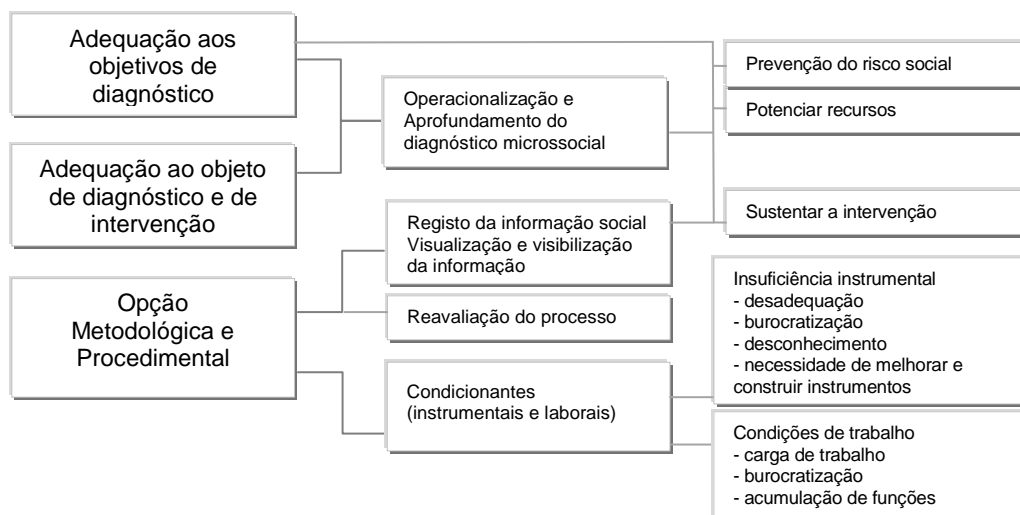 Adequação aos
objetivos de
diagnóstico
Adequação ao objeto
de diagnóstico e de
intervenção
Opção
Metodológica e
Procedimental
Operacionalização e
Aprofundamento do
diagnóstico microssocial
Registo da informação social
Visualização e visibilização
da informação
Reavaliação do processo
Condicionantes
(instrumentais e laborais)
Prevenção do risco social
Potenciar recursos
Sustentar a intervenção
Insuficiência instrumental
- desadequação
- burocratização
- desconhecimento
- necessidade de melhorar e
construir instrumentos
Condições de trabalho
- carga de trabalho
- burocratização
- acumulação de funções